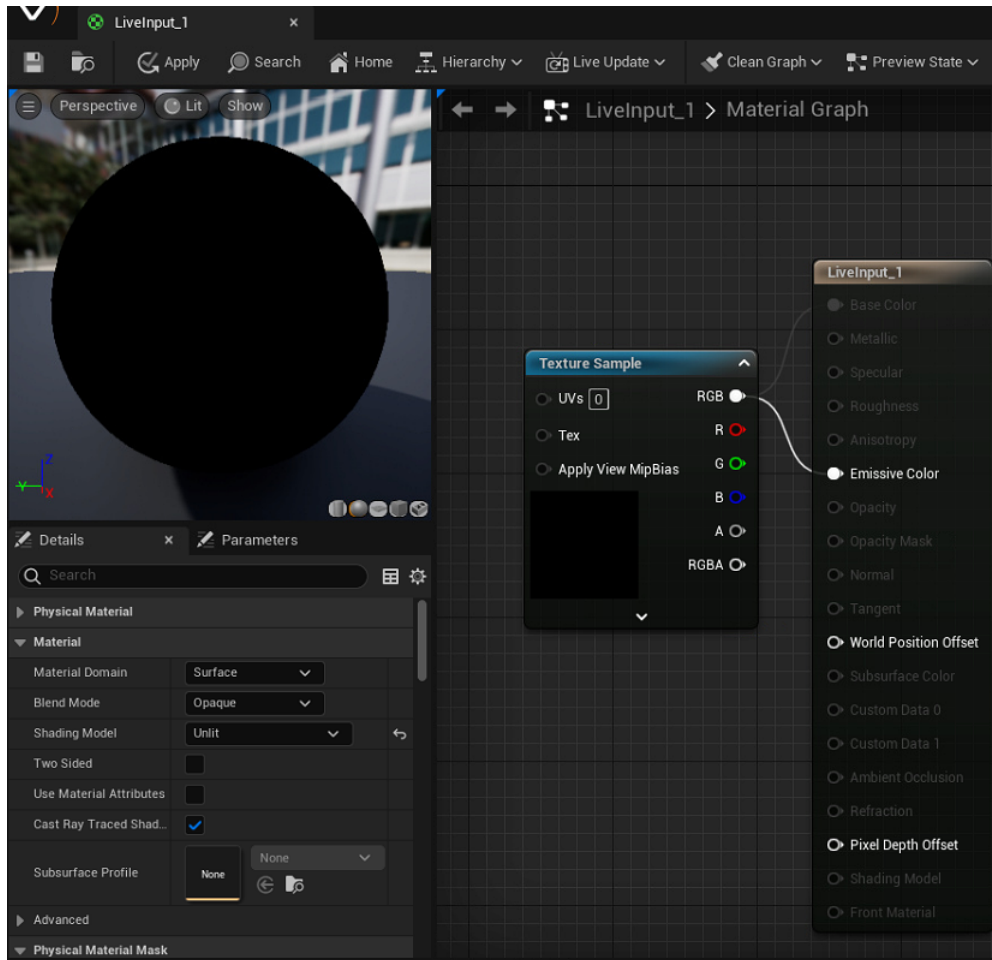 LiveInput_1
Apply
Search
Home
Hierarchy
Live Update
Clean Graph
Preview State
Perspective
Lit
Show
LiveInput_1 > Material Graph
Z
Y
X
Details
Parameters
Search
Physical Material
Material
Material Domain
Surface
Blend Mode
Opaque
Shading Model
Unlit
Two Sided
Use Material Attributes
Cast Ray Traced Shad...
Subsurface Profile
None
None
Advanced
Physical Material Mask
Texture Sample
UVs 0
RGB
Tex
R
Apply View MipBias
G
B
A
RGBA
LiveInput_1
Base Color
Metallic
Specular
Roughness
Anisotropy
Emissive Color
Opacity
Opacity Mask
Normal
Tangent
World Position Offset
Subsurface Color
Custom Data 0
Custom Data 1
Ambient Occlusion
Refraction
Pixel Depth Offset
Shading Model
Front Material